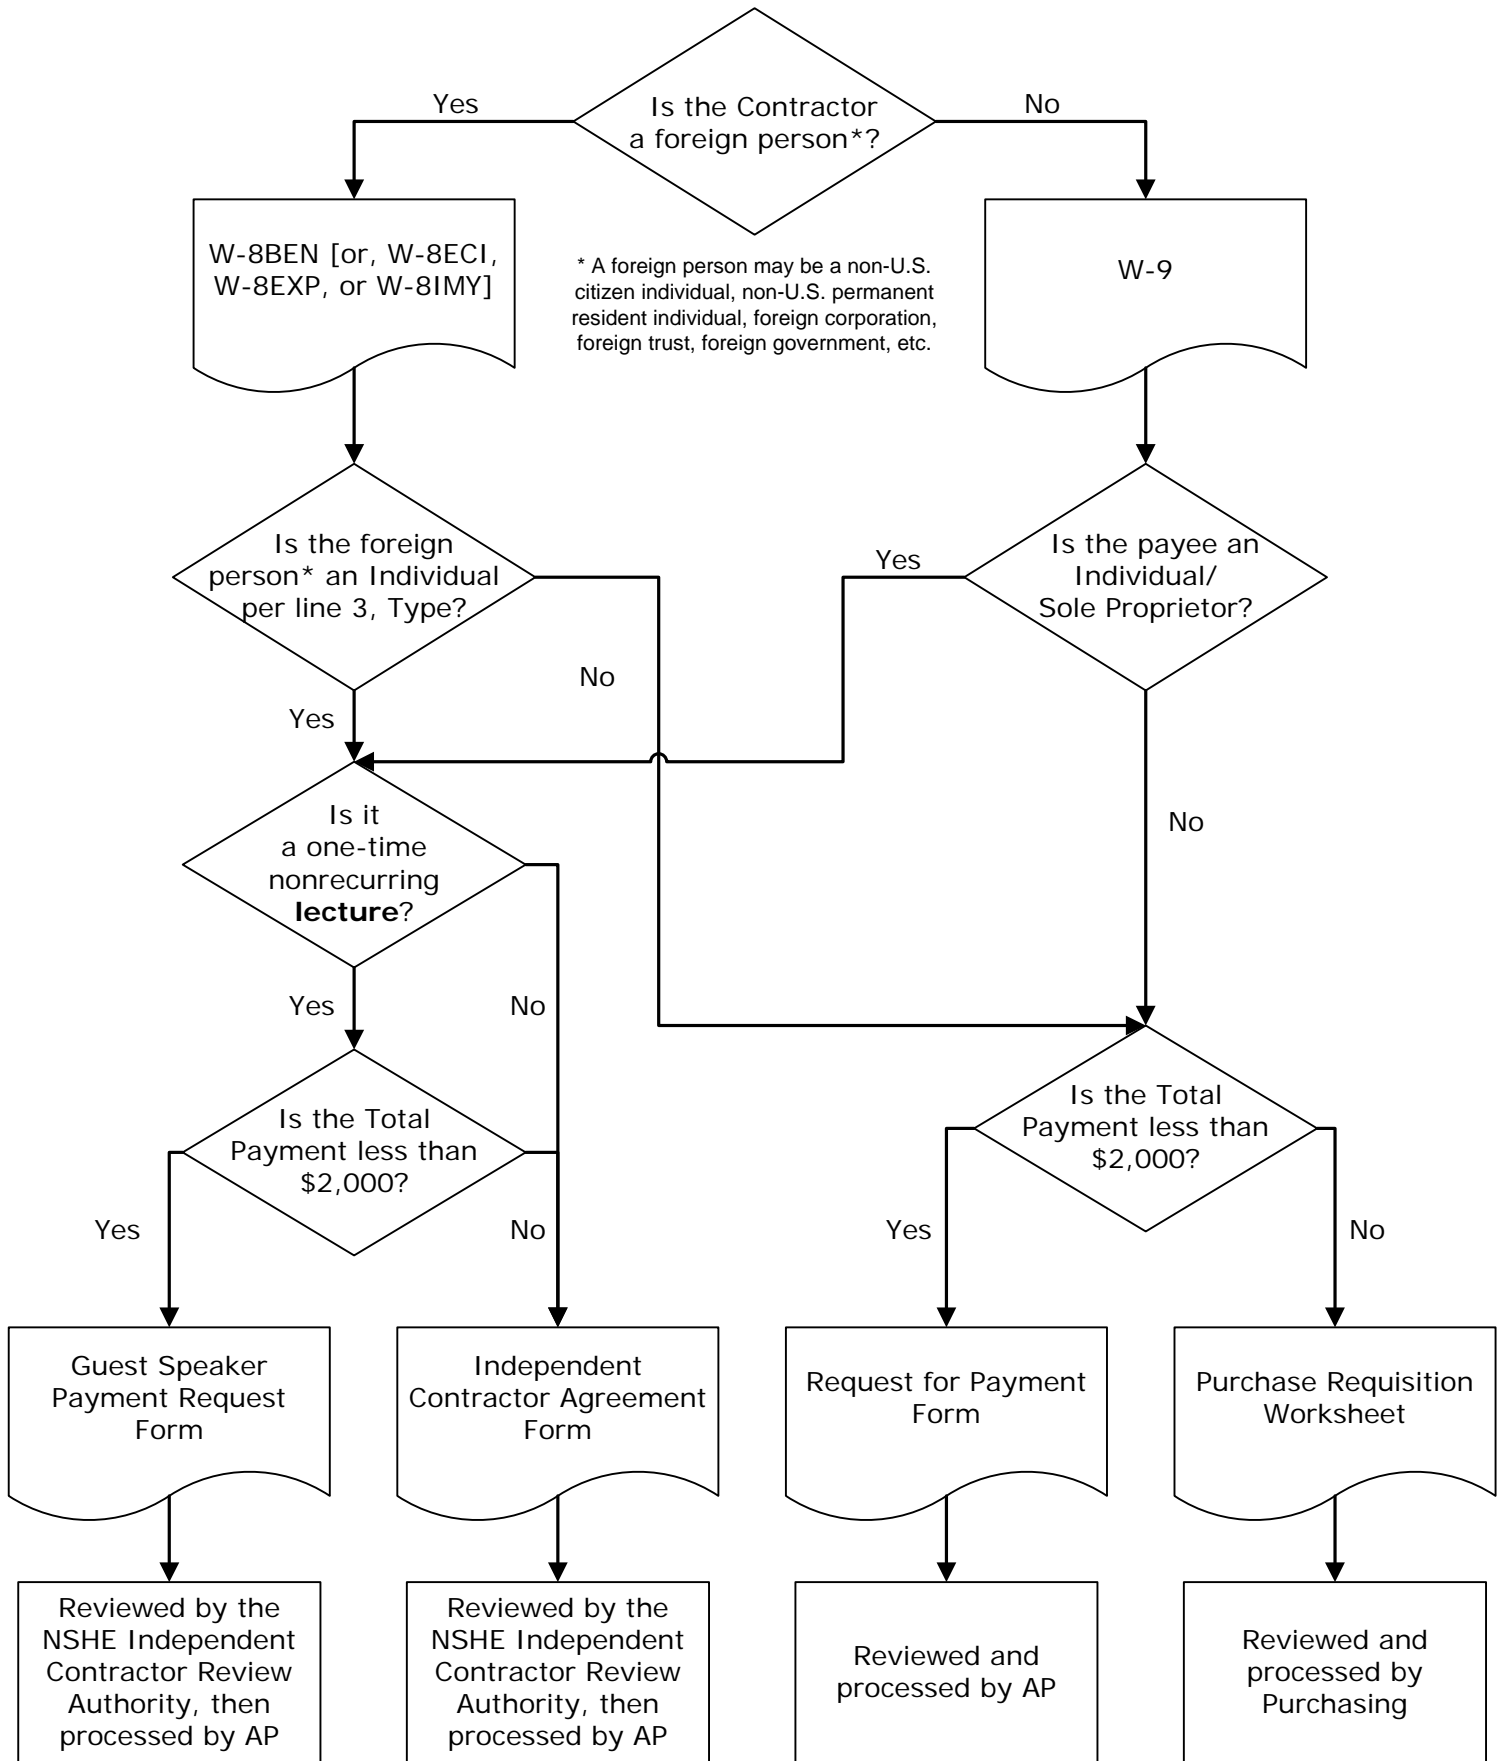 Is the Contractor
a foreign person*?
Yes
No
W-8BEN [or, W-8ECI,
W-8EXP, or W-8IMY]
* A foreign person may be a non-U.S.
citizen individual, non-U.S. permanent
resident individual, foreign corporation,
foreign trust, foreign government, etc.
W-9
Is the foreign
person* an Individual
per line 3, Type?
Yes
Is the payee an
Individual/
Sole Proprietor?
No
Yes
No
Is it
a one-time
nonrecurring
lecture?
Yes
No
Is the Total
Payment less than
$2,000?
Is the Total
Payment less than
$2,000?
Yes
No
Yes
No
Guest Speaker
Payment Request
Form
Independent
Contractor Agreement
Form
Request for Payment
Form
Purchase Requisition
Worksheet
Reviewed by the
NSHE Independent
Contractor Review
Authority, then
processed by AP
Reviewed by the
NSHE Independent
Contractor Review
Authority, then
processed by AP
Reviewed and
processed by AP
Reviewed and
processed by
Purchasing